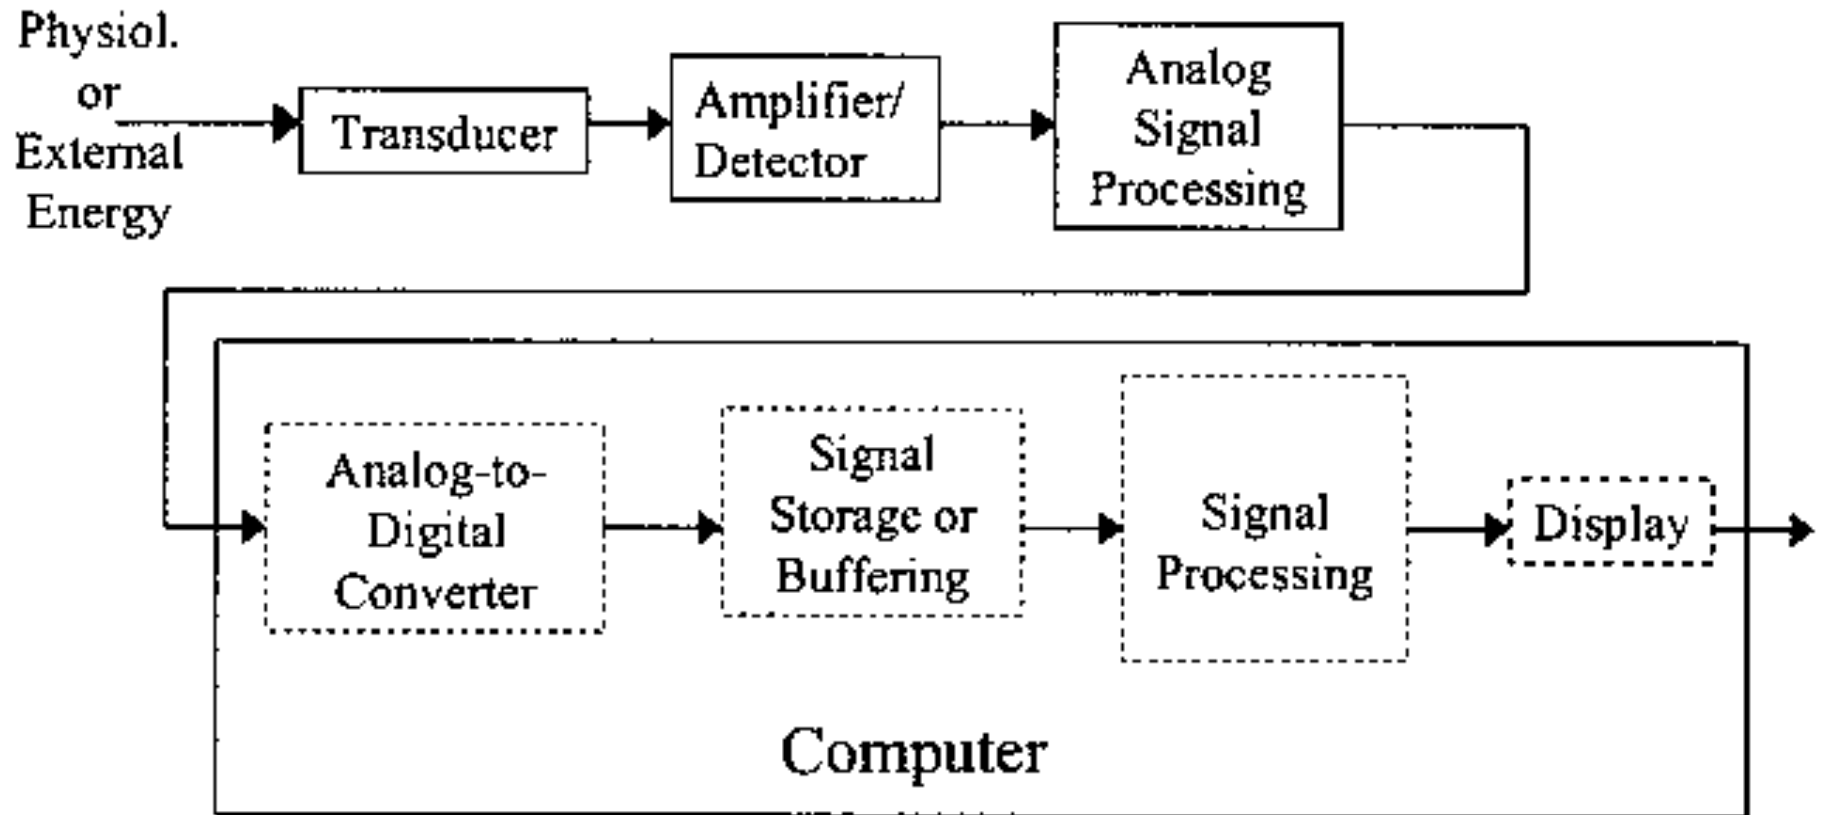 Physiol.
or
External
Energy
Transducer
Amplifier/
Detector
Analog
Signal
Processing
Analog-to-
Digital
Converter
Signal
Storage or
Buffering
Signal
Processing
Display
Computer